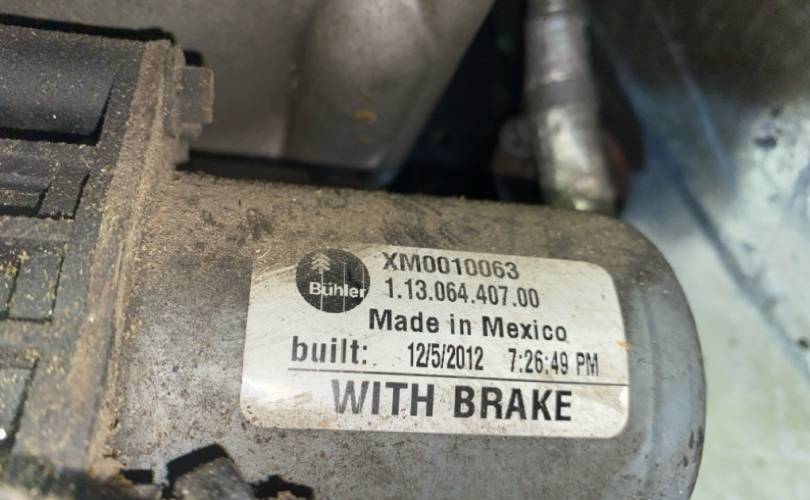 Bühler
XM0010063
1.13.064.407.00
Made in Mexico
built: 12/5/2012 7:26:49 PM
WITH BRAKE